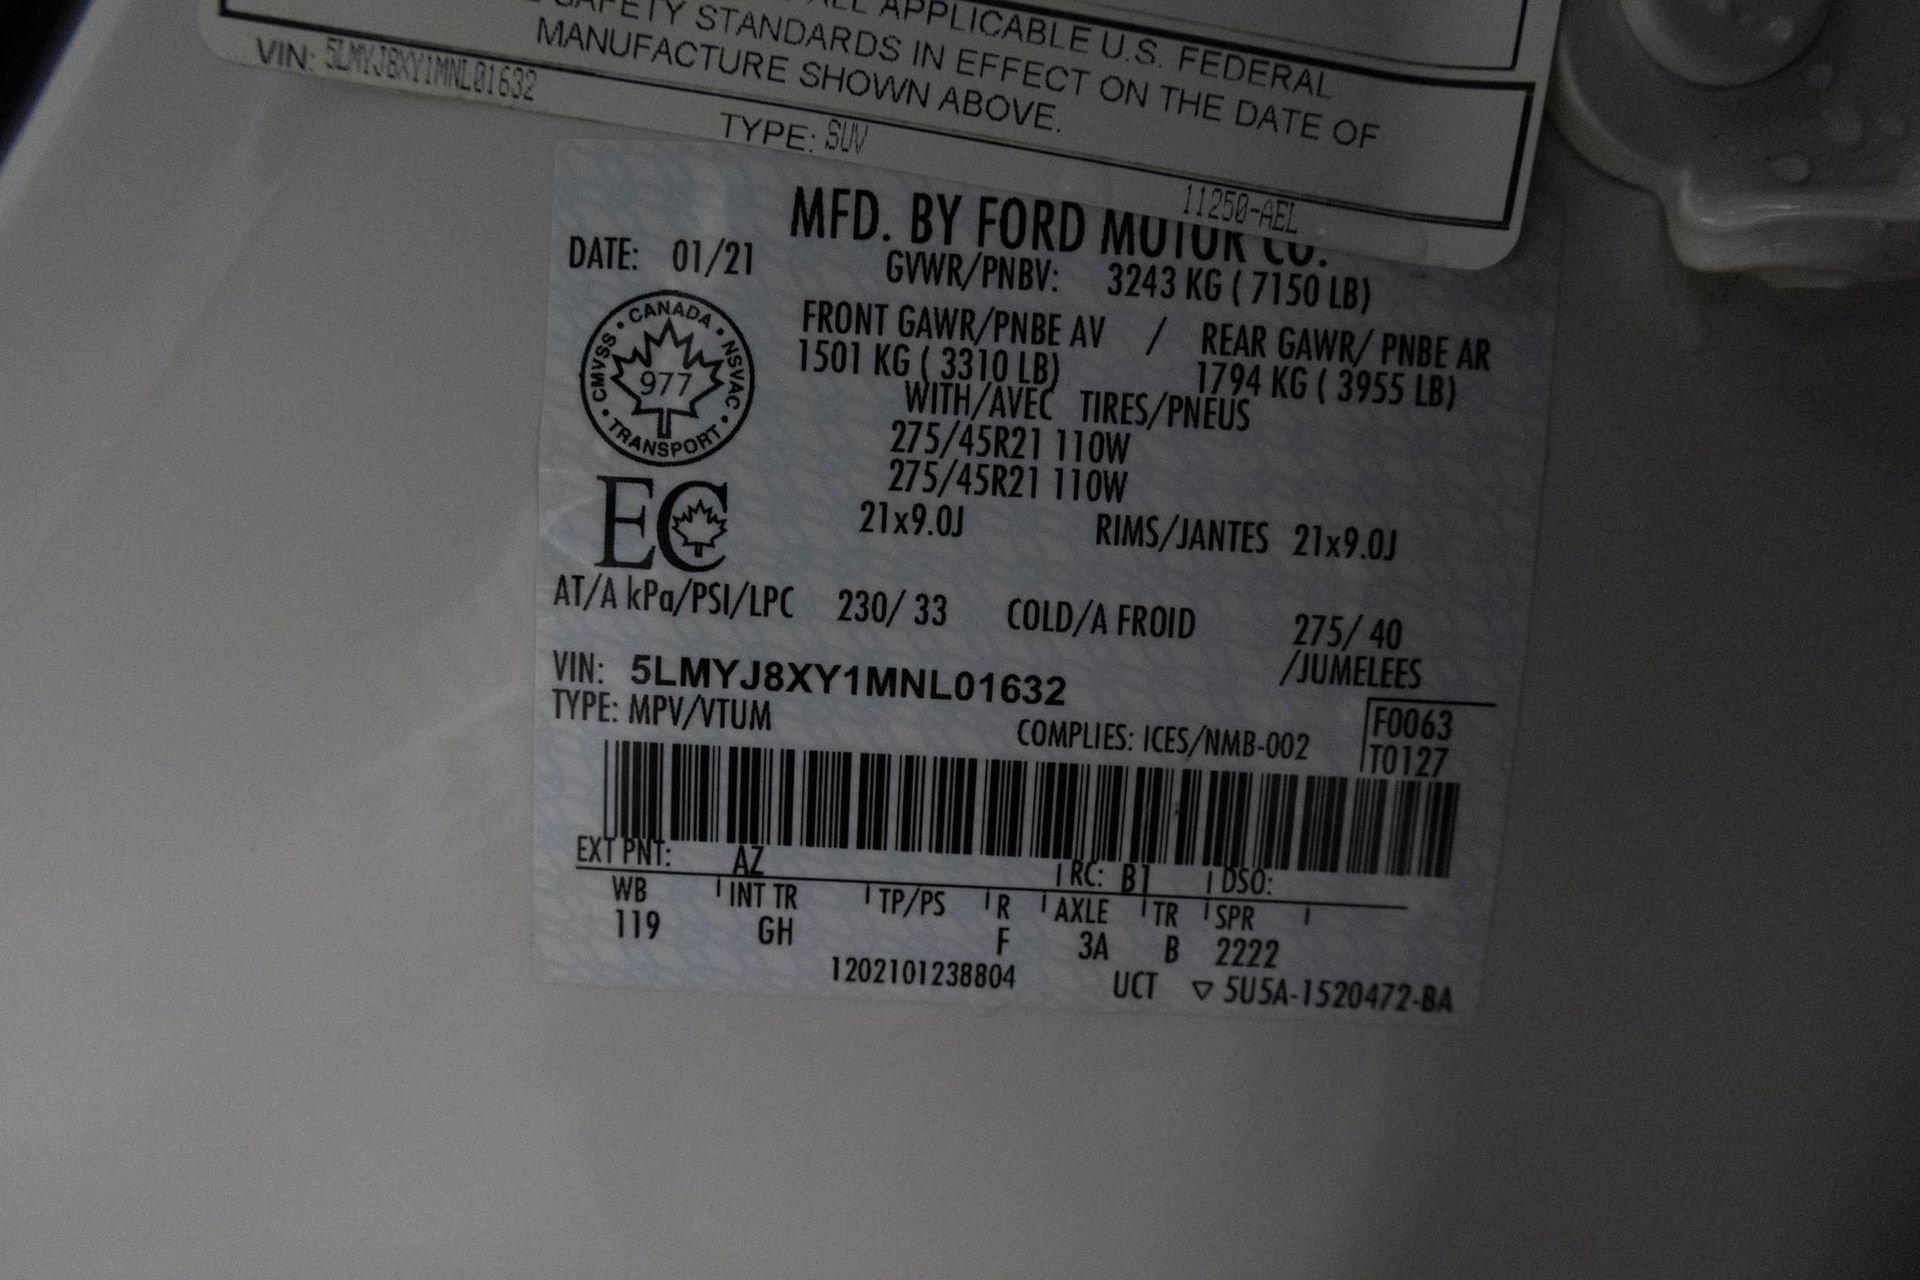 ALL APPLICABLE U.S. FEDERAL
SAFETY STANDARDS IN EFFECT ON THE DATE OF
MANUFACTURE SHOWN ABOVE.
VIN: 5LMYJ8XY1MNL01632
TYPE: SUV
11250-AEL
MFD. BY FORD MOTOR CO.
DATE: 01/21
GVWR/PNBV: 3243 KG ( 7150 LB)
FRONT GAWR/PNBE AV / REAR GAWR/ PNBE AR
1501 KG ( 3310 LB) 1794 KG ( 3955 LB)
WITH/AVEC TIRES/PNEUS
275/45R21 110W
275/45R21 110W
21x9.0J RIMS/JANTES 21x9.0J
CANADA
CMVSS
977
NSVAC
TRANSPORT
EC
AT/A kPa/PSI/LPC 230/ 33 COLD/A FROID 275/ 40
/JUMELEES
VIN: 5LMYJ8XY1MNL01632
TYPE: MPV/VTUM
COMPLIES: ICES/NMB-002
F0063
T0127
EXT PNT: AZ RC: B1 DSO:
WB INT TR TP/PS R AXLE TR SPR
119 GH F 3A B 2222
1202101238804 UCT ▽ 5U5A-1520472-BA